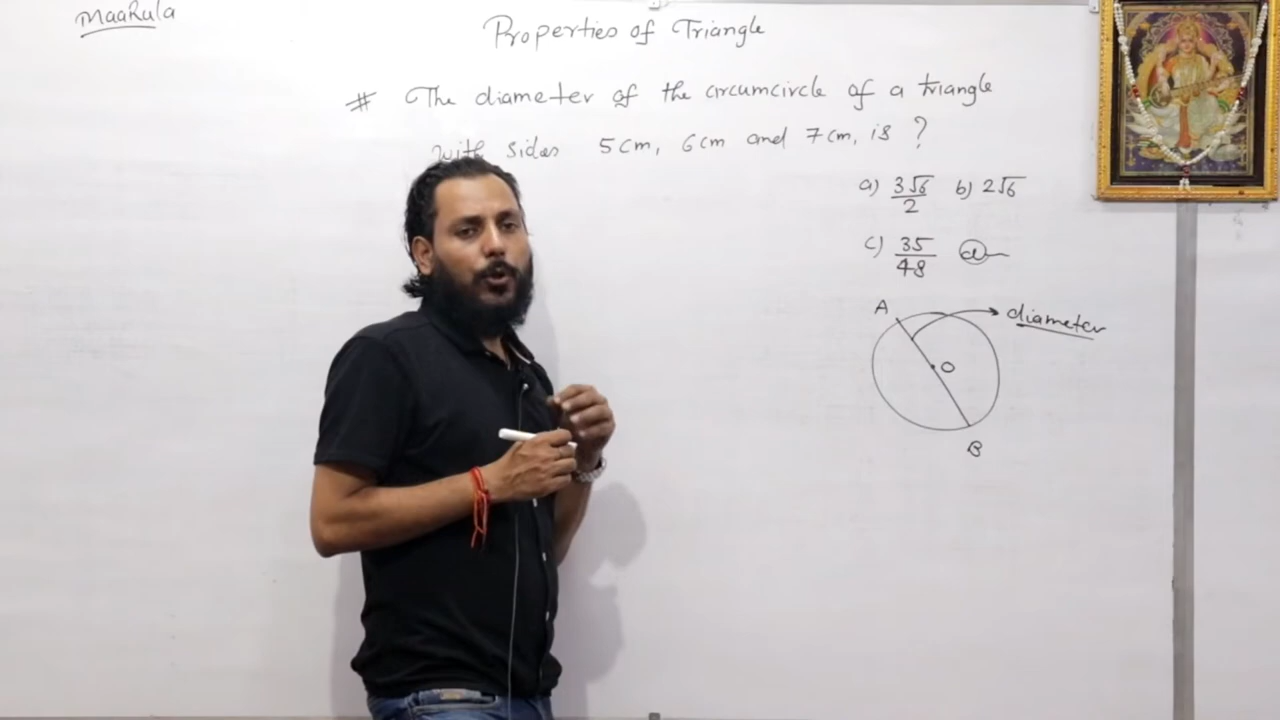 MaaRula
Properties of Triangle
# The diameter of the circumcircle of a triangle
with sides 5cm, 6cm and 7cm, is ?
a) 3√6/2 b) 2√6
c) 35/48 d
A
diameter
O
B